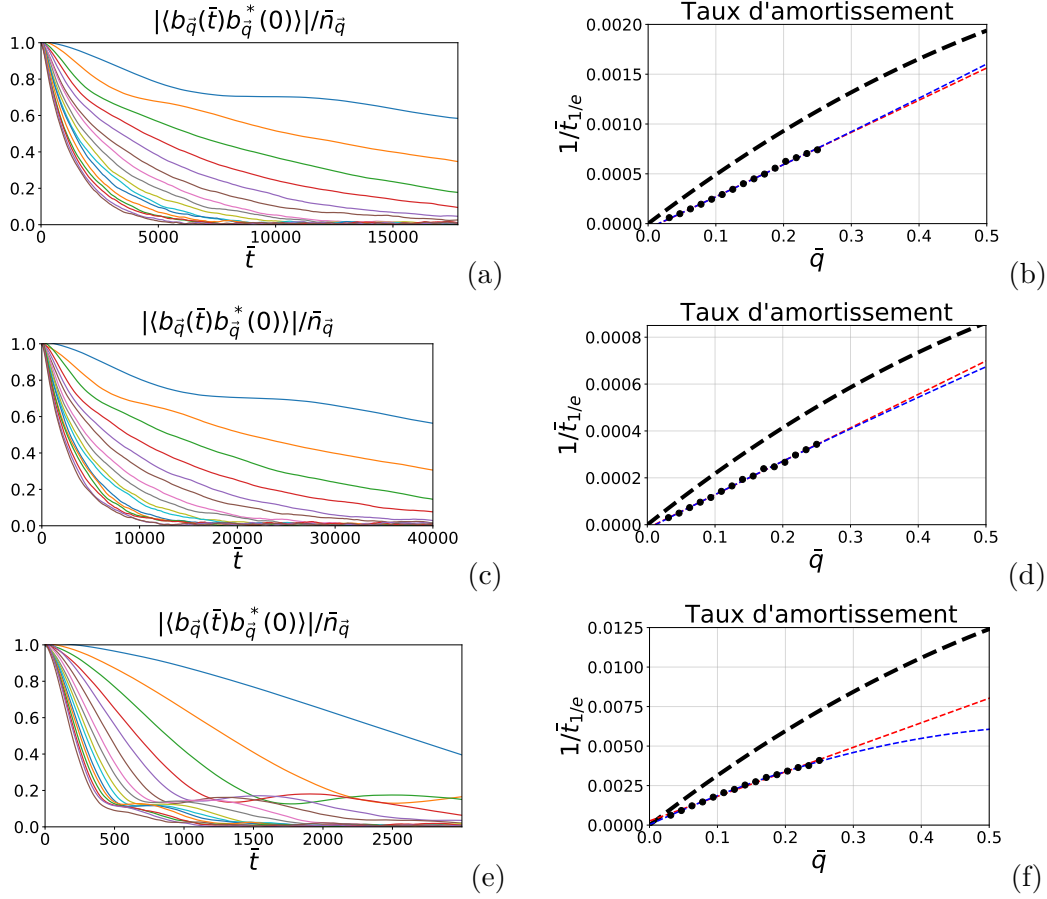 |⟨b_q⃗(t̄)b_q⃗^*(0)⟩|/n̄_q⃗
1.0
0.8
0.6
0.4
0.2
0.0
0 5000 10000 15000
t̄
(a)
Taux d'amortissement
0.0020
0.0015
0.0010
0.0005
0.0000
1/t̄_{1/e}
0.0 0.1 0.2 0.3 0.4 0.5
q̄
(b)
|⟨b_q⃗(t̄)b_q⃗^*(0)⟩|/n̄_q⃗
1.0
0.8
0.6
0.4
0.2
0.0
0 10000 20000 30000 40000
t̄
(c)
Taux d'amortissement
0.0008
0.0006
0.0004
0.0002
0.0000
1/t̄_{1/e}
0.0 0.1 0.2 0.3 0.4 0.5
q̄
(d)
|⟨b_q⃗(t̄)b_q⃗^*(0)⟩|/n̄_q⃗
1.0
0.8
0.6
0.4
0.2
0.0
0 500 1000 1500 2000 2500
t̄
(e)
Taux d'amortissement
0.0125
0.0100
0.0075
0.0050
0.0025
0.0000
1/t̄_{1/e}
0.0 0.1 0.2 0.3 0.4 0.5
q̄
(f)